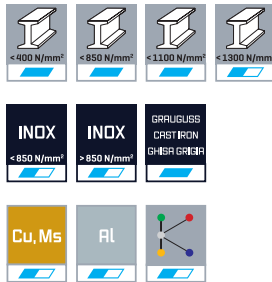 <400 N/mm² <850 N/mm² <1100 N/mm² <1300 N/mm²
INOX INOX GRAUGUSS
CAST IRON
GHISA GRIGIA
<850 N/mm² >850 N/mm²
Cu, Ms Al